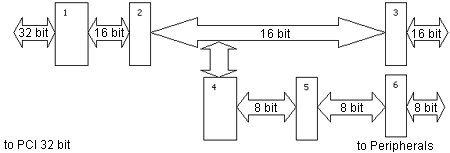 1
2
3
32 bit
16 bit
16 bit
16 bit
4
5
6
8 bit
8 bit
8 bit
to PCI 32 bit
to Peripherals